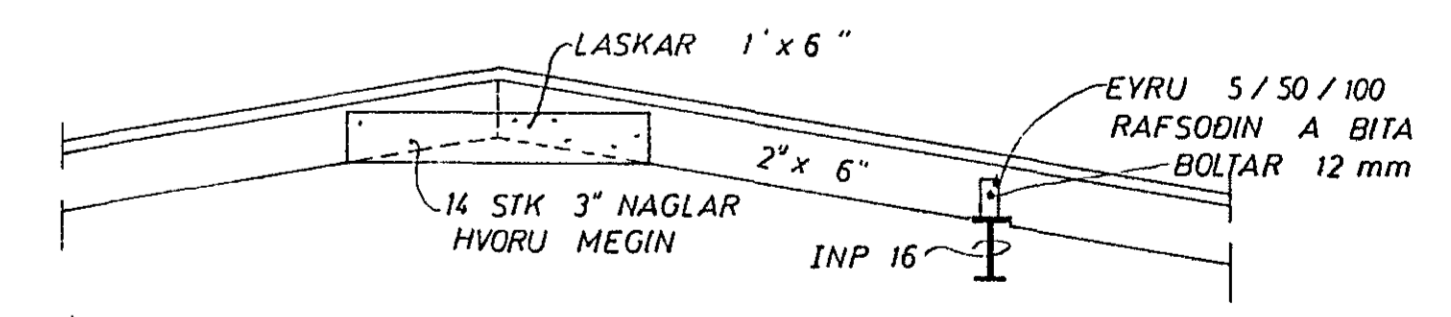 LASKAR 1' x 6"
EYRU 5 / 50 / 100
RAFSOÐIN A BITA
BOLTAR 12 mm
2" x 6"
14 STK 3" NAGLAR
HVORU MEGIN
INP 16